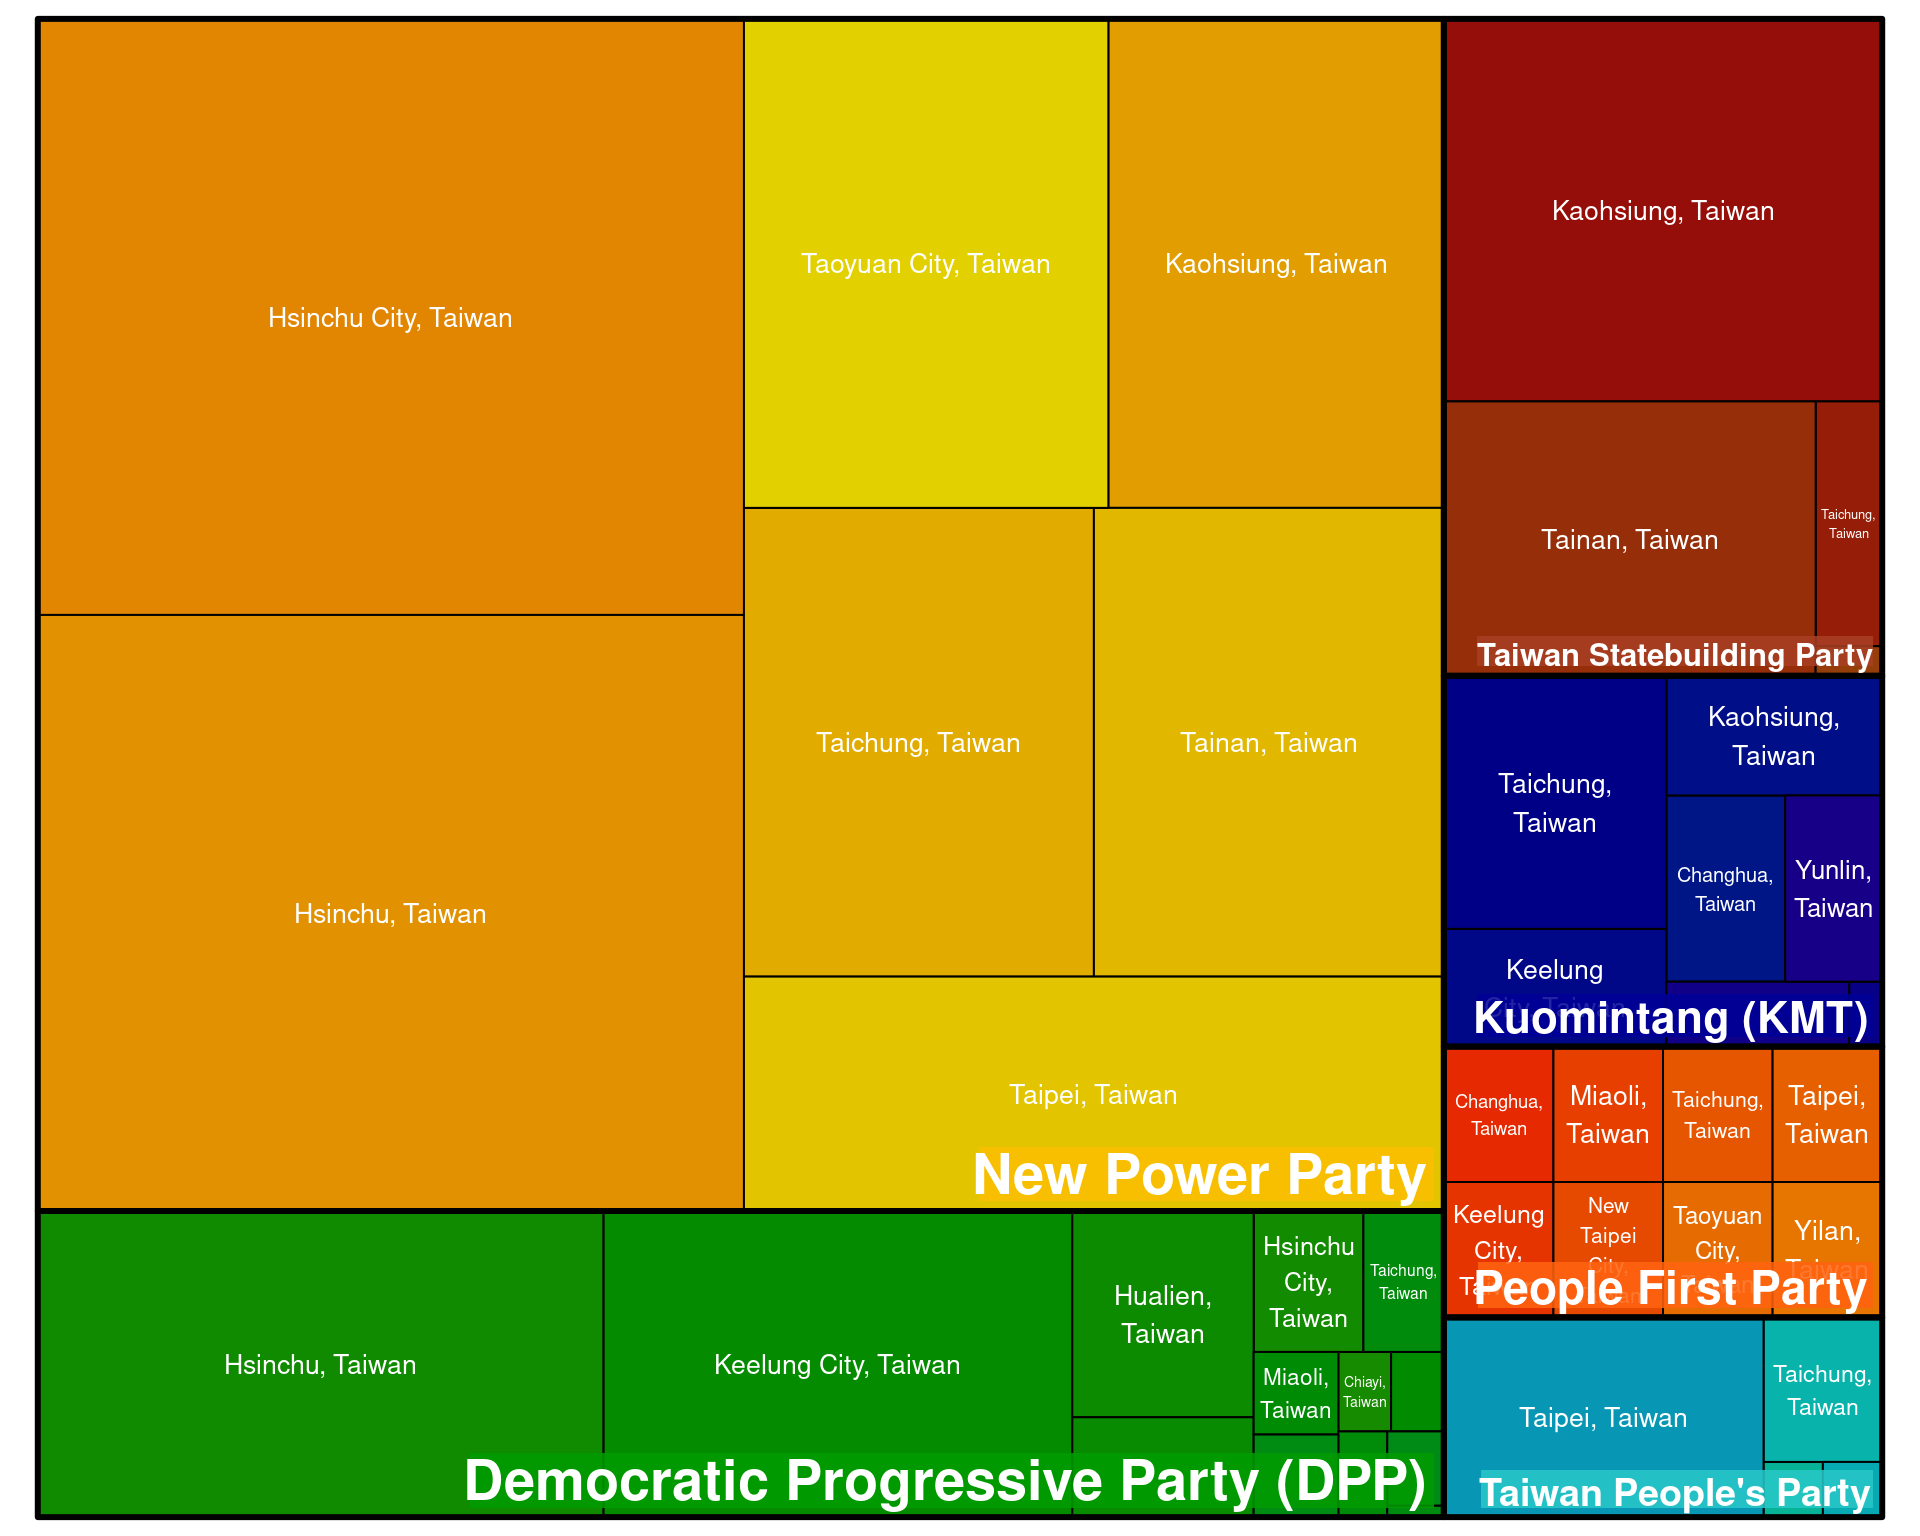 Hsinchu City, Taiwan
Hsinchu, Taiwan
Taoyuan City, Taiwan
Kaohsiung, Taiwan
Taichung, Taiwan
Tainan, Taiwan
Taipei, Taiwan
New Power Party
Hsinchu, Taiwan
Keelung City, Taiwan
Hualien,
Taiwan
Hsinchu
City,
Taiwan
Taichung,
Taiwan
Miaoli,
Taiwan
Chiayi,
Taiwan
Democratic Progressive Party (DPP)
Kaohsiung, Taiwan
Tainan, Taiwan
Taichung,
Taiwan
Taiwan Statebuilding Party
Taichung,
Taiwan
Kaohsiung,
Taiwan
Changhua,
Taiwan
Yunlin,
Taiwan
Keelung
City, Taiwan
Kuomintang (KMT)
Changhua,
Taiwan
Miaoli,
Taiwan
Taichung,
Taiwan
Taipei,
Taiwan
Keelung
City,
New
Taipei
City,
Taoyuan
City,
Yilan,
Taiwan
People First Party
Taipei, Taiwan
Taichung,
Taiwan
Taiwan People's Party